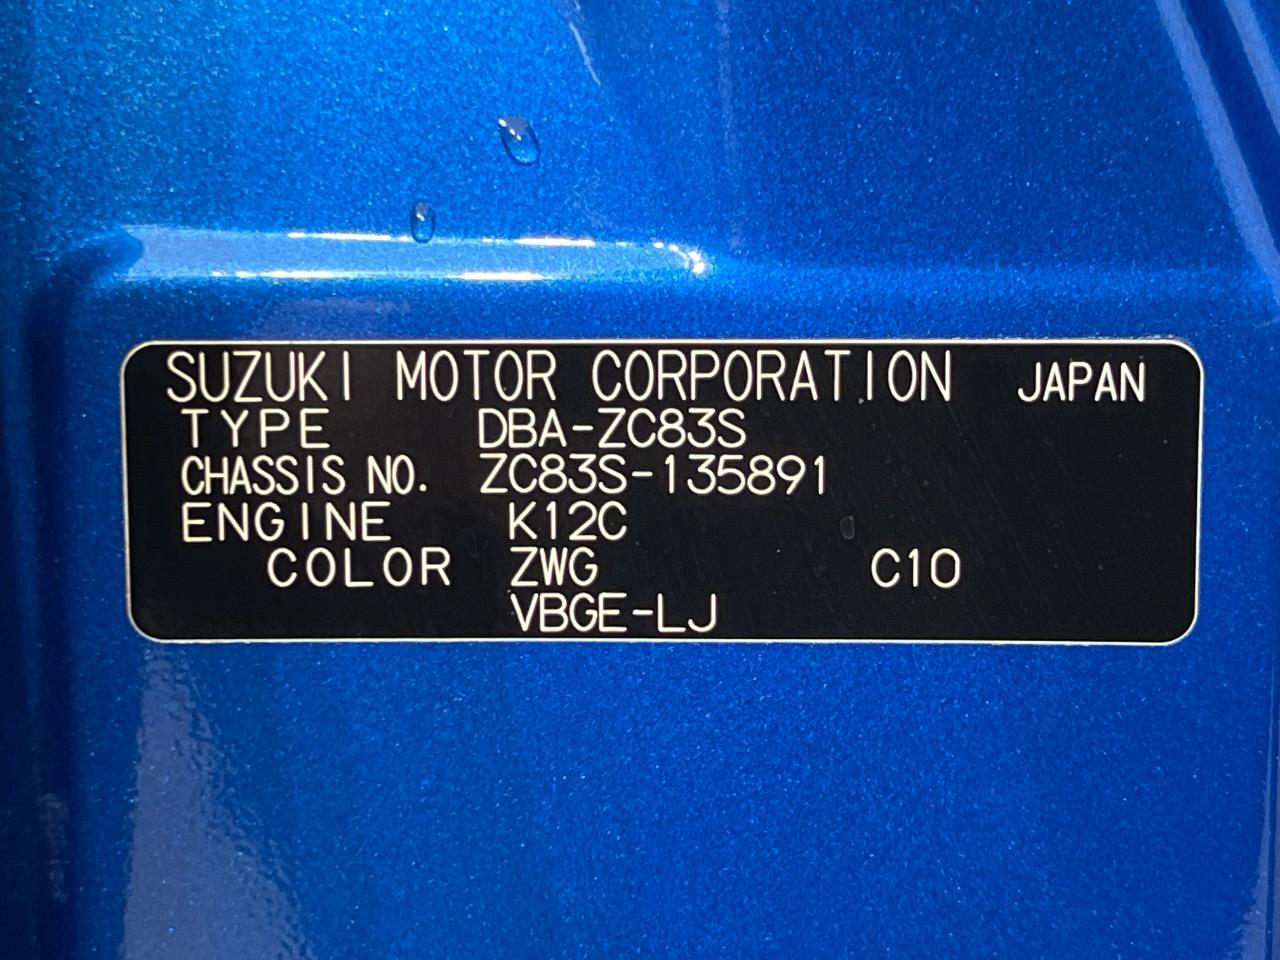 SUZUKI MOTOR CORPORATION JAPAN
TYPE DBA-ZC83S
CHASSIS NO. ZC83S-135891
ENGINE K12C
COLOR ZWG C10
VBGE-LJ